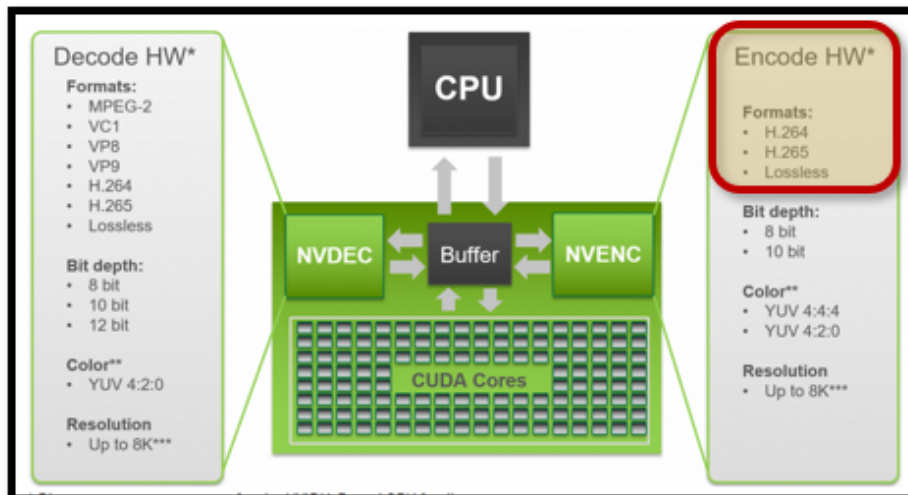 Decode HW*
Formats:
• MPEG-2
• VC1
• VP8
• VP9
• H.264
• H.265
• Lossless
Bit depth:
• 8 bit
• 10 bit
• 12 bit
Color**
• YUV 4:2:0
Resolution
• Up to 8K***
CPU
NVDEC
Buffer
NVENC
CUDA Cores
Encode HW*
Formats:
• H.264
• H.265
• Lossless
Bit depth:
• 8 bit
• 10 bit
Color**
• YUV 4:4:4
• YUV 4:2:0
Resolution
• Up to 8K***